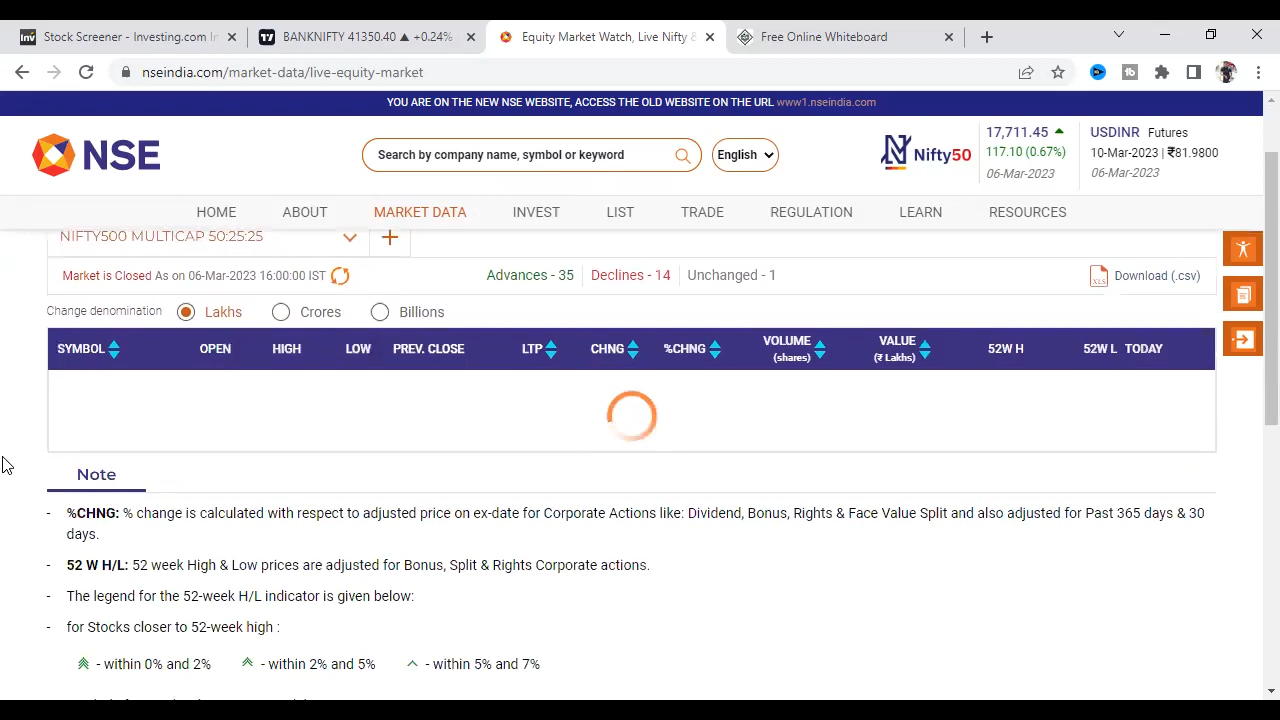 Stock Screener - Investing.com In
BANKNIFTY 41350.40 ▲ +0.24%
Equity Market Watch, Live Nifty &
Free Online Whiteboard
nseindia.com/market-data/live-equity-market
YOU ARE ON THE NEW NSE WEBSITE, ACCESS THE OLD WEBSITE ON THE URL www1.nseindia.com
NSE
Search by company name, symbol or keyword
English
Nifty50
17,711.45
117.10 (0.67%)
06-Mar-2023
USDINR Futures
10-Mar-2023 | ₹81.9800
06-Mar-2023
HOME ABOUT MARKET DATA INVEST LIST TRADE REGULATION LEARN RESOURCES
NIFTY500 MULTICAP 50:25:25
Market is Closed As on 06-Mar-2023 16:00:00 IST
Advances - 35 Declines - 14 Unchanged - 1
XLS
Download (.csv)
Change denomination Lakhs Crores Billions
SYMBOL OPEN HIGH LOW PREV. CLOSE LTP CHNG %CHNG VOLUME (shares) VALUE (₹ Lakhs) 52W H 52W L TODAY
Note
- %CHNG: % change is calculated with respect to adjusted price on ex-date for Corporate Actions like: Dividend, Bonus, Rights & Face Value Split and also adjusted for Past 365 days & 30
days.
- 52 W H/L: 52 week High & Low prices are adjusted for Bonus, Split & Rights Corporate actions.
- The legend for the 52-week H/L indicator is given below:
- for Stocks closer to 52-week high :
- within 0% and 2% - within 2% and 5% - within 5% and 7%